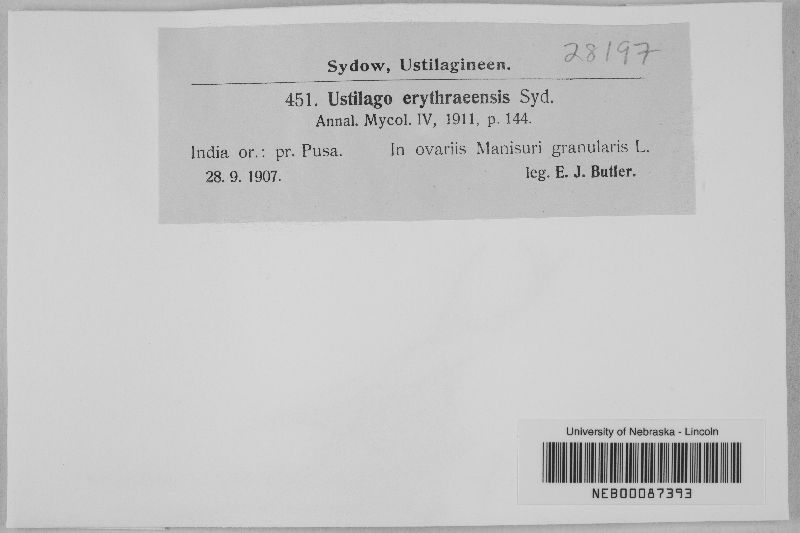 28197
Sydow, Ustilagineen.
451. Ustilago erythraeensis Syd.
Annal. Mycol. IV, 1911, p. 144.
India or.: pr. Pusa. In ovariis Manisuri granularis L.
28. 9. 1907. leg. E. J. Butler.
University of Nebraska - Lincoln
NEB00087393